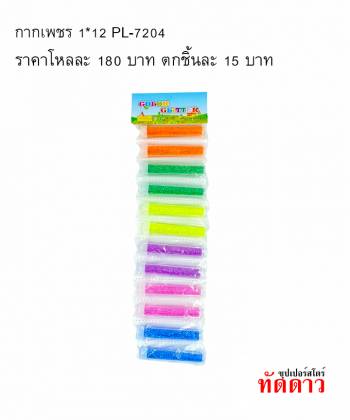 กากเพชร 1*12 PL-7204
ราคาโหลละ 180 บาท ตกชิ้นละ 15 บาท
GLITTER
ซุปเปอร์สโตร์
ทัดดาว